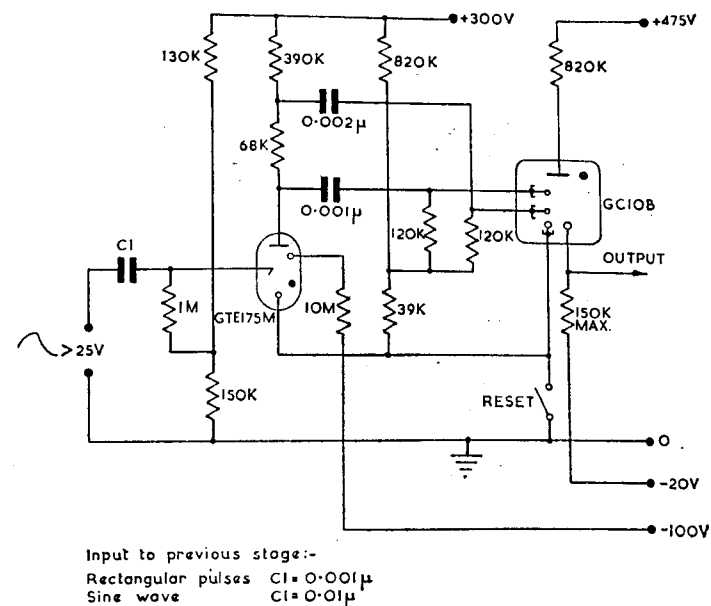 +300V
+475V
130K
390K
820K
820K
0·002µ
68K
0·001µ
GC10B
120K
120K
C1
OUTPUT
1M
GTE175M
10M
39K
150K
MAX.
>25V
150K
RESET
0
-20V
-100V
Input to previous stage:-
Rectangular pulses C1= 0·001µ
Sine wave C1= 0·01µ